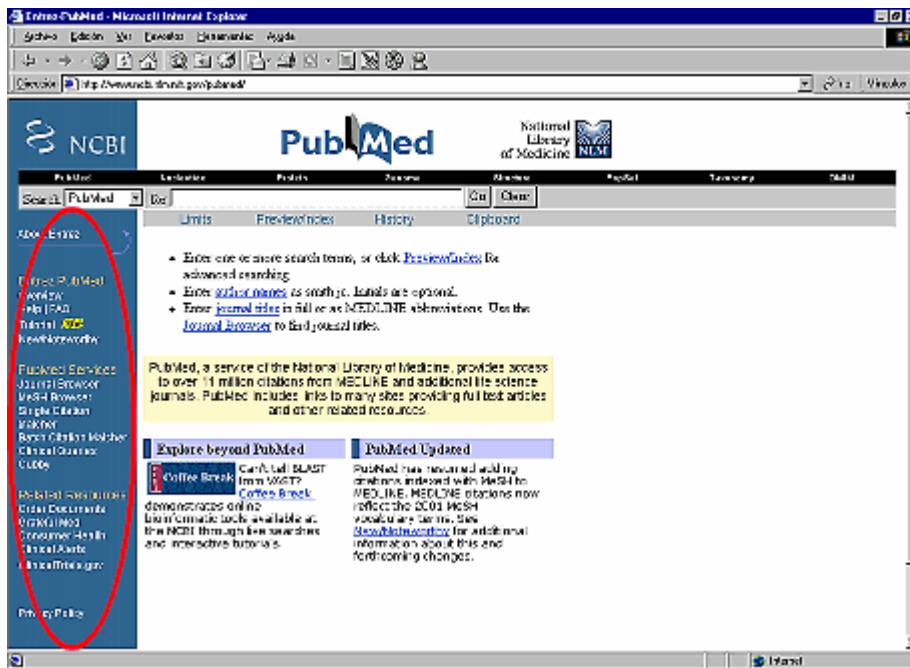 Entrez-PubMed - Microsoft Internet Explorer
Archivo Edición Ver Favoritos Herramientas Ayuda
Dirección http://www.ncbi.nlm.nih.gov/pubmed/ Ir a Vínculos
NCBI
PubMed
National
Library
of Medicine NLM
PubMed Nucleotide Protein Genome Structure PopSet Taxonomy OMIM
Search PubMed for Go Clear
Limits Preview/Index History Clipboard
About Entrez
Entrez PubMed
Overview
Help | FAQ
Tutorial
New/Noteworthy
PubMed Services
Journal Browser
MeSH Browser
Single Citation
Matcher
Batch Citation Matcher
Clinical Queries
Cubby
Related Resources
Order Documents
Grateful Med
Consumer Health
Clinical Alerts
ClinicalTrials.gov
Privacy Policy
Enter one or more search terms, or click Preview/Index for
advanced searching.
Enter author names as smith jc. Initials are optional.
Enter journal titles in full or as MEDLINE abbreviations. Use the
Journal Browser to find journal titles.
PubMed, a service of the National Library of Medicine, provides access
to over 11 million citations from MEDLINE and additional life science
journals. PubMed includes links to many sites providing full text articles
and other related resources.
Explore beyond PubMed
Coffee Break
Can't tell BLAST
from VAST?
Coffee Break
demonstrates online
bioinformatic tools available at
the NCBI through live searches
and interactive tutorials.
PubMed Updated
PubMed has resumed adding
citations indexed with MeSH to
MEDLINE. MEDLINE citations now
reflect the 2001 MeSH
vocabulary terms. See
New/Noteworthy for additional
information about this and
forthcoming changes.
Internet